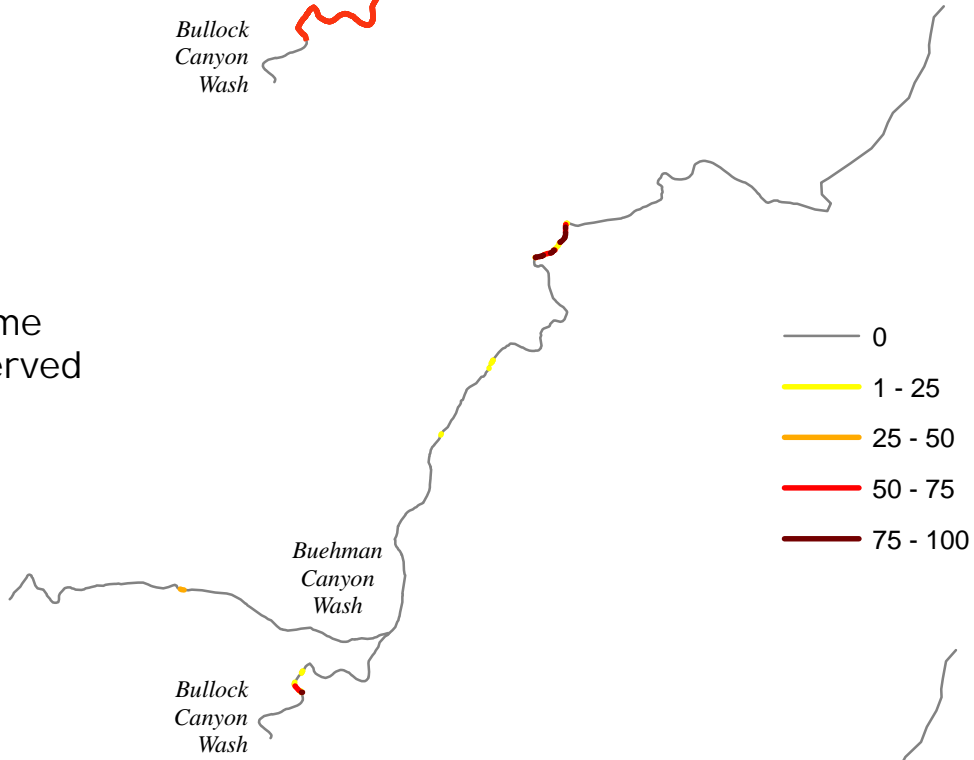 Bullock
Canyon
Wash
me
erved
0
1 - 25
25 - 50
50 - 75
75 - 100
Buehman
Canyon
Wash
Bullock
Canyon
Wash